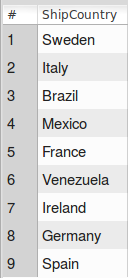 # ShipCountry
1 Sweden
2 Italy
3 Brazil
4 Mexico
5 France
6 Venezuela
7 Ireland
8 Germany
9 Spain